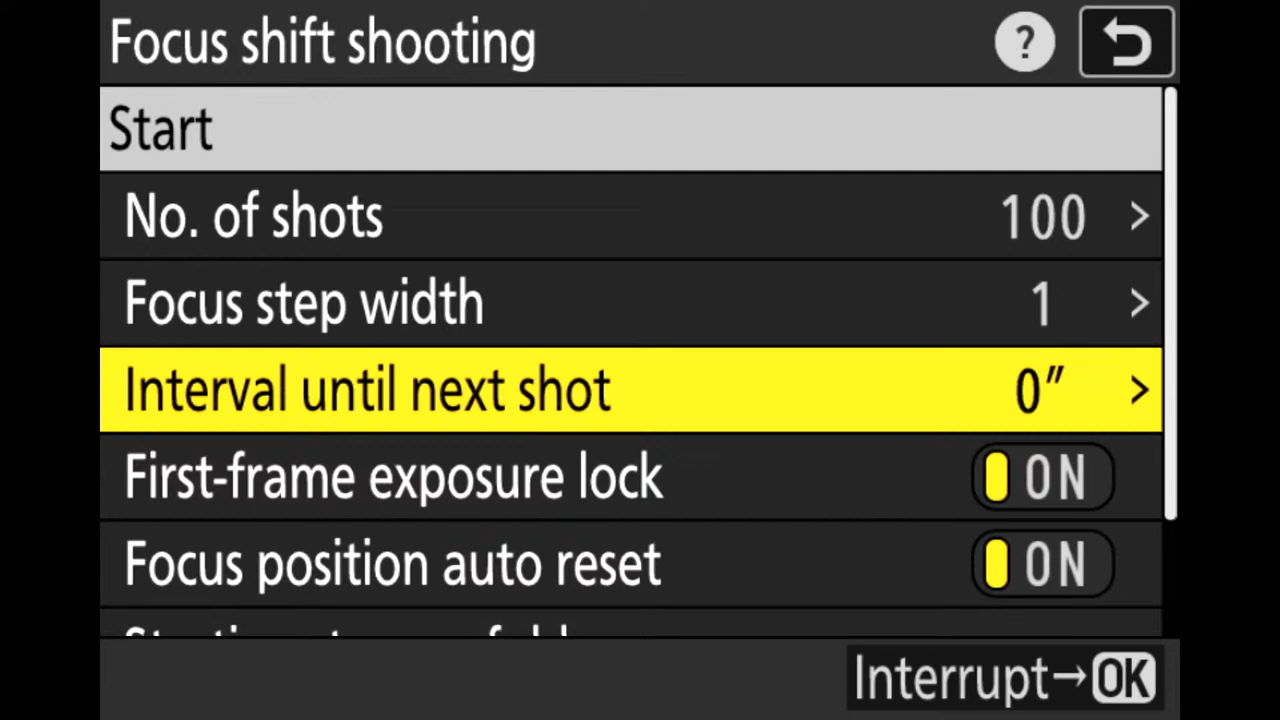 Focus shift shooting ?
Start
No. of shots 100 >
Focus step width 1 >
Interval until next shot 0" >
First-frame exposure lock ON
Focus position auto reset ON
Interrupt→OK